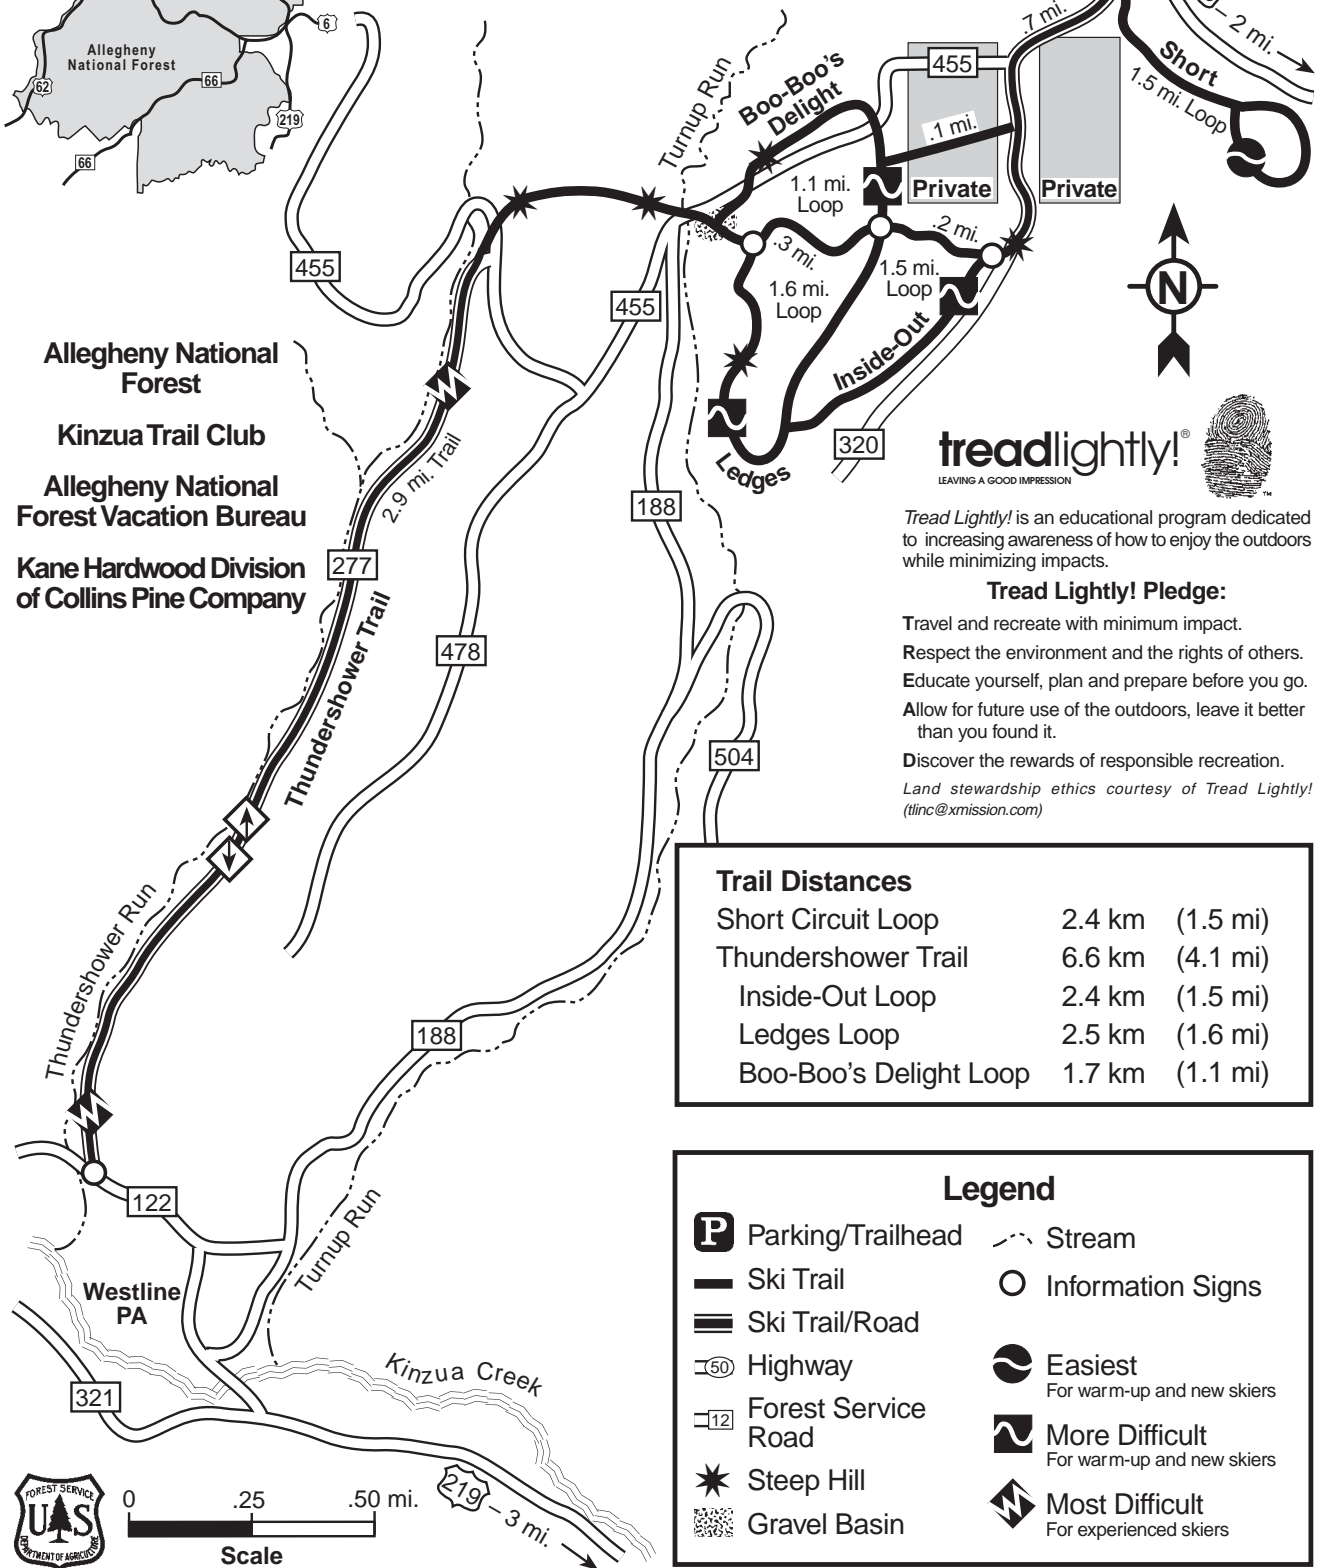 6
Allegheny
National Forest
62
66
219
66
.7 mi.
– 2 mi.
Short
1.5 mi. Loop
455
Boo-Boo's
Delight
Turnup Run
.1 mi.
1.1 mi.
Loop
Private
Private
.2 mi.
.3 mi.
1.5 mi.
Loop
1.6 mi.
Loop
455
455
N
Inside-Out
320
Ledges
Allegheny National
Forest
Kinzua Trail Club
Allegheny National
Forest Vacation Bureau
Kane Hardwood Division
of Collins Pine Company
2.9 mi. Trail
277
188
478
Thundershower Trail
504
treadlightly!®
LEAVING A GOOD IMPRESSION
™
Tread Lightly! is an educational program dedicated
to increasing awareness of how to enjoy the outdoors
while minimizing impacts.
Tread Lightly! Pledge:
Travel and recreate with minimum impact.
Respect the environment and the rights of others.
Educate yourself, plan and prepare before you go.
Allow for future use of the outdoors, leave it better
than you found it.
Discover the rewards of responsible recreation.
Land stewardship ethics courtesy of Tread Lightly!
(tlinc@xmission.com)
Trail Distances
Short Circuit Loop 2.4 km (1.5 mi)
Thundershower Trail 6.6 km (4.1 mi)
Inside-Out Loop 2.4 km (1.5 mi)
Ledges Loop 2.5 km (1.6 mi)
Boo-Boo's Delight Loop 1.7 km (1.1 mi)
Thundershower Run
188
122
Turnup Run
Westline
PA
Kinzua Creek
321
219 – 3 mi.
FOREST SERVICE
US
DEPARTMENT OF AGRICULTURE
0 .25 .50 mi.
Scale
Legend
P Parking/Trailhead
Ski Trail
Ski Trail/Road
50 Highway
12 Forest Service
Road
Steep Hill
Gravel Basin
Stream
Information Signs
Easiest
For warm-up and new skiers
More Difficult
For warm-up and new skiers
Most Difficult
For experienced skiers